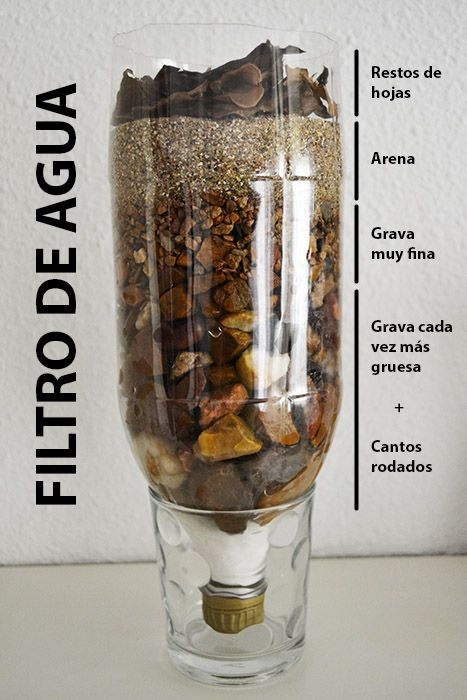 FILTRO DE AGUA
Restos de
hojas
Arena
Grava
muy fina
Grava cada
vez más
gruesa
+
Cantos
rodados